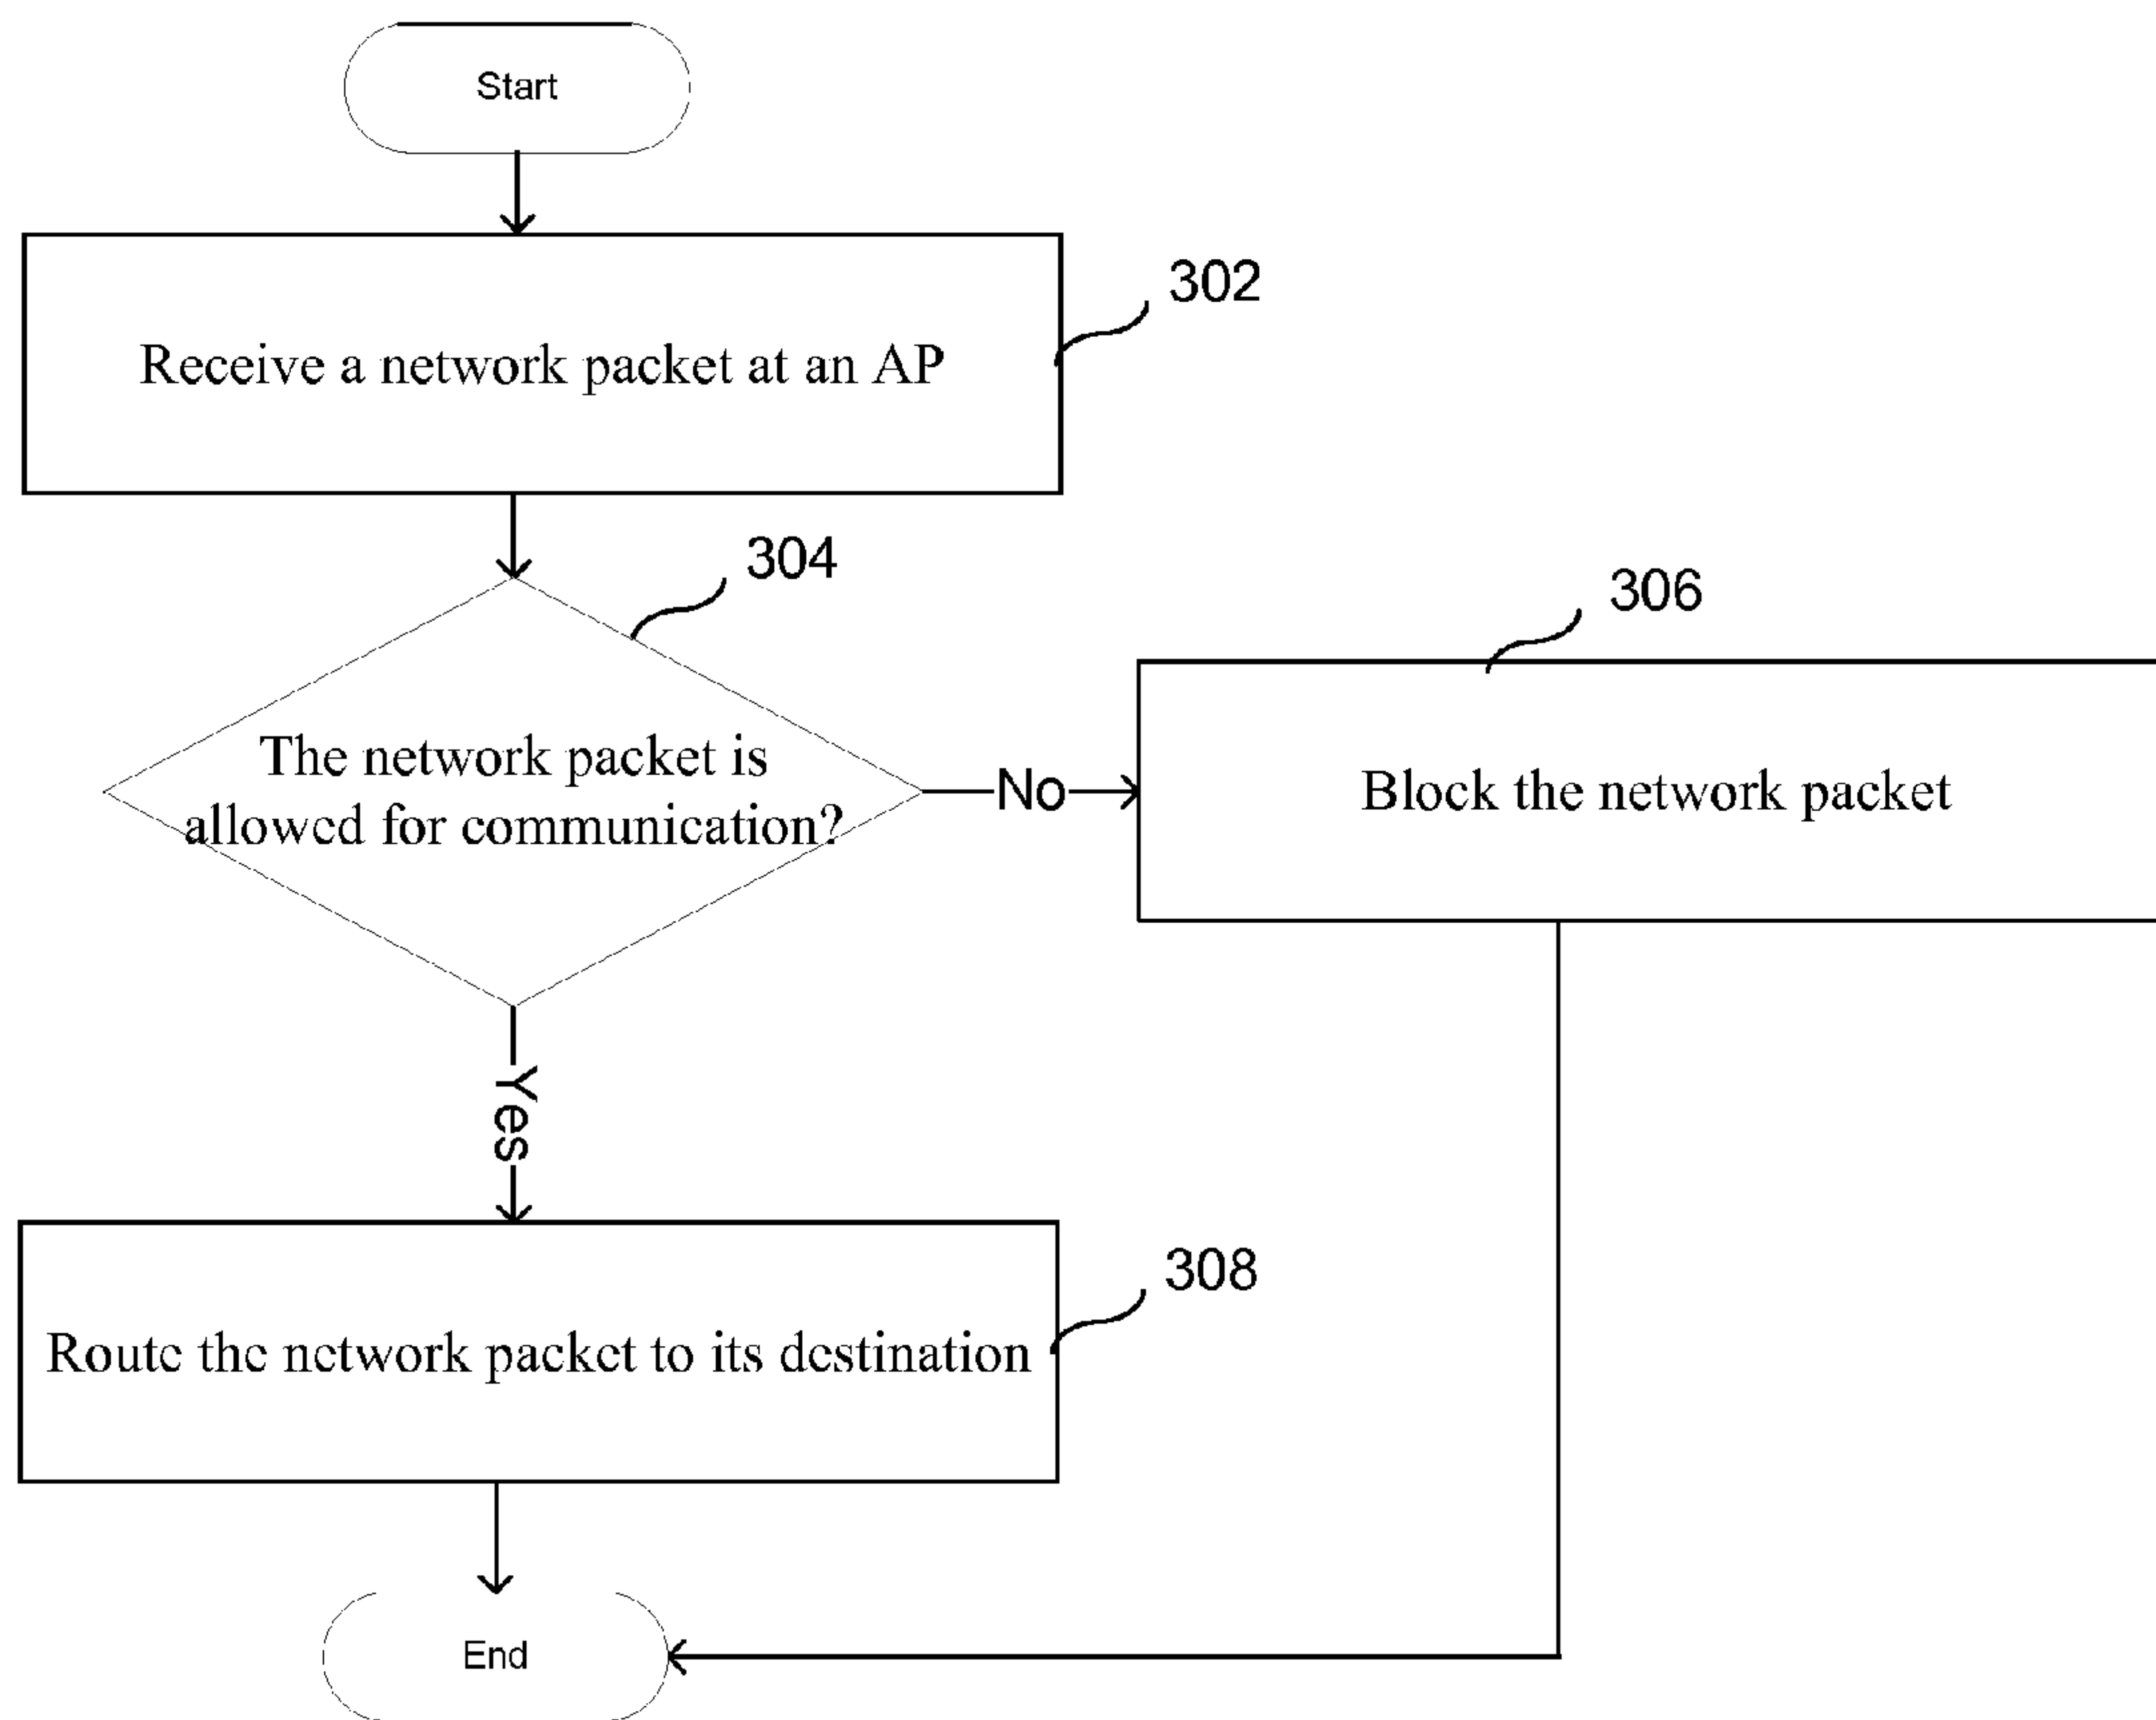 Start
302
Receive a network packet at an AP
304
306
The network packet is
allowed for communication?
No
Block the network packet
Yes
308
Route the network packet to its destination
End